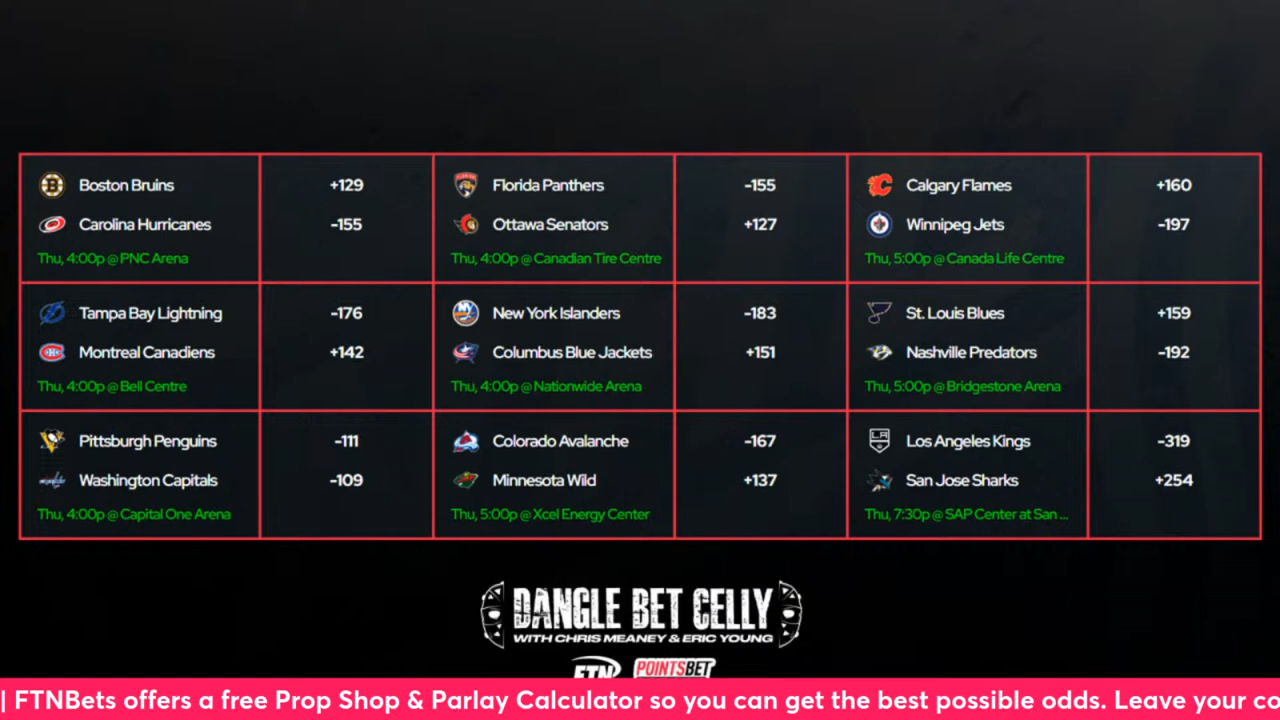 Boston Bruins +129
Carolina Hurricanes -155
Thu, 4:00p @ PNC Arena
Florida Panthers -155
Ottawa Senators +127
Thu, 4:00p @ Canadian Tire Centre
Calgary Flames +160
Winnipeg Jets -197
Thu, 5:00p @ Canada Life Centre
Tampa Bay Lightning -176
Montreal Canadiens +142
Thu, 4:00p @ Bell Centre
New York Islanders -183
Columbus Blue Jackets +151
Thu, 4:00p @ Nationwide Arena
St. Louis Blues +159
Nashville Predators -192
Thu, 5:00p @ Bridgestone Arena
Pittsburgh Penguins -111
Washington Capitals -109
Thu, 4:00p @ Capital One Arena
Colorado Avalanche -167
Minnesota Wild +137
Thu, 5:00p @ Xcel Energy Center
Los Angeles Kings -319
San Jose Sharks +254
Thu, 7:30p @ SAP Center at San ...
DANGLE BET CELLY
WITH CHRIS MEANEY & ERIC YOUNG
FTN POINTSBET
| FTNBets offers a free Prop Shop & Parlay Calculator so you can get the best possible odds. Leave your co